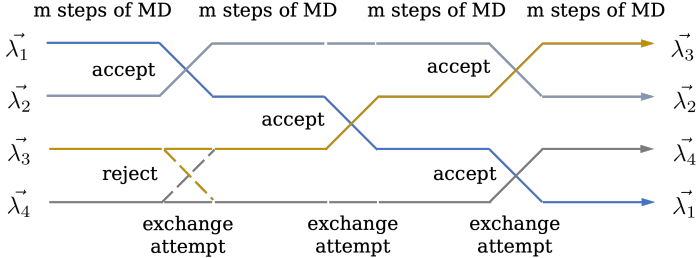 m steps of MD m steps of MD m steps of MD m steps of MD
λ⃗₁ λ⃗₃
accept accept
λ⃗₂ λ⃗₂
accept
λ⃗₃ λ⃗₄
reject accept
λ⃗₄ λ⃗₁
exchange exchange exchange
attempt attempt attempt